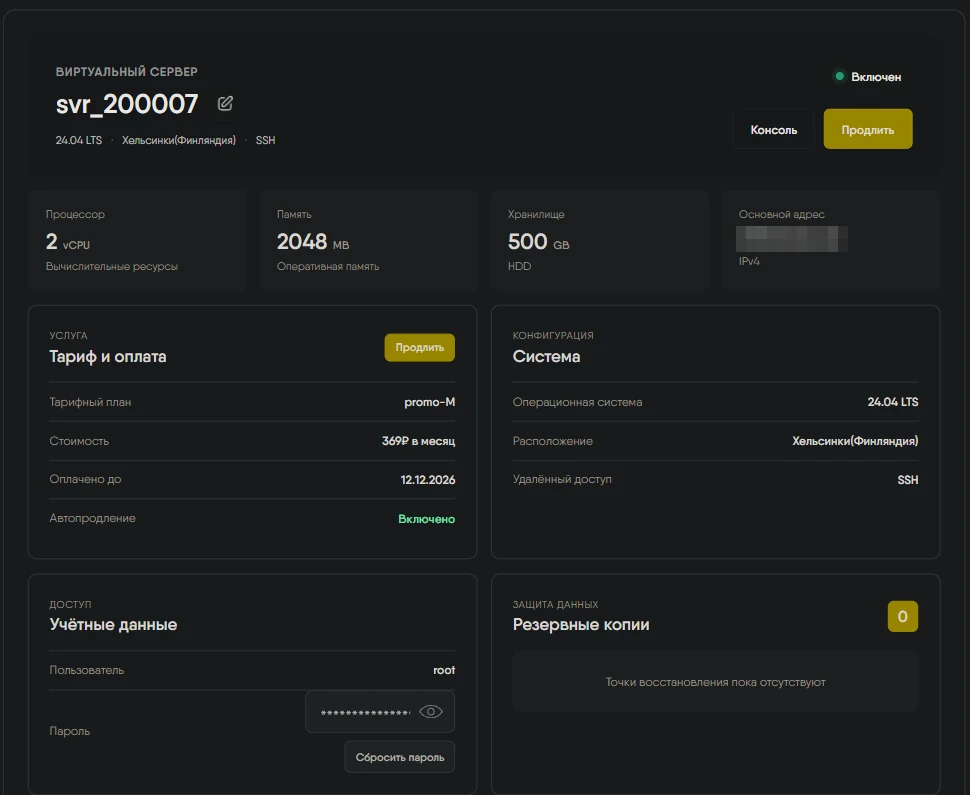 ВИРТУАЛЬНЫЙ СЕРВЕР
svr_200007
24.04 LTS · Хельсинки(Финляндия) · SSH
Включен
Консоль
Продлить
Процессор
2 vCPU
Вычислительные ресурсы
Память
2048 MB
Оперативная память
Хранилище
500 GB
HDD
Основной адрес
IPv4
УСЛУГА
Тариф и оплата
Продлить
Тарифный план promo-M
Стоимость 369₽ в месяц
Оплачено до 12.12.2026
Автопродление Включено
КОНФИГУРАЦИЯ
Система
Операционная система 24.04 LTS
Расположение Хельсинки(Финляндия)
Удалённый доступ SSH
ДОСТУП
Учётные данные
Пользователь root
Пароль **************
Сбросить пароль
ЗАЩИТА ДАННЫХ
Резервные копии
0
Точки восстановления пока отсутствуют